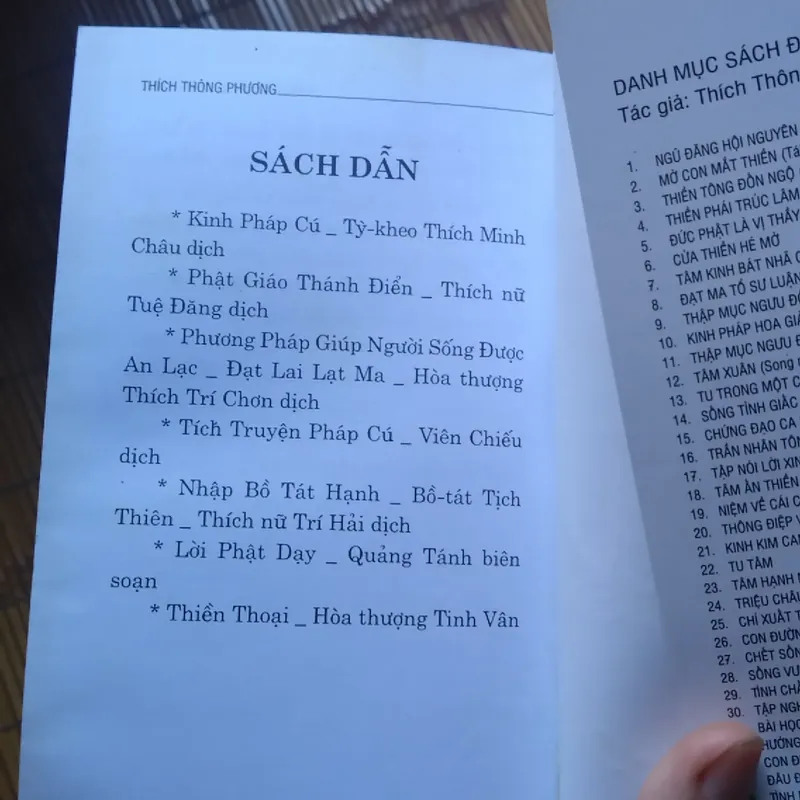 THÍCH THÔNG PHƯƠNG
SÁCH DẪN
* Kinh Pháp Cú _ Tỳ-kheo Thích Minh
Châu dịch
* Phật Giáo Thánh Điển _ Thích nữ
Tuệ Đăng dịch
* Phương Pháp Giúp Người Sống Được
An Lạc _ Đạt Lai Lạt Ma _ Hòa thượng
Thích Trí Chơn dịch
* Tích Truyện Pháp Cú _ Viên Chiếu
dịch
* Nhập Bồ Tát Hạnh _ Bồ-tát Tịch
Thiên _ Thích nữ Trí Hải dịch
* Lời Phật Dạy _ Quảng Tánh biên
soạn
* Thiền Thoại _ Hòa thượng Tinh Vân
DANH MỤC SÁCH
Tác giả: Thích
1. NGŨ ĐĂNG HỘI NGUYÊN
2. MỞ CON MẮT THIỀN
3. THIỀN TÔNG ĐỐN NGỘ
4. THIỀN PHÁI TRÚC LÂM
5. ĐỨC PHẬT LÀ VỊ THẦY
6. CỬA THIỀN HÉ MỞ
7. TÂM KINH BÁT NHÃ
8. ĐẠT MA TỔ SƯ LUẬN
9. THẬP MỤC NGƯU
10. KINH PHÁP HOA
11. THẬP MỤC NGƯU
12. TÂM XUÂN (Song
13. TU TRONG MỘT
14. SỐNG TỈNH GIÁC
15. CHỨNG ĐẠO CA
16. TRẦN NHÂN TÔN
17. TẬP NÓI LỜI XIN
18. TÂM ẤN THIỀN
19. NIỆM VỀ CÁI
20. THÔNG ĐIỆP
21. KINH KIM
22. TU TÂM
23. TÂM HẠNH
24. TRIỆU CHÂU
25. CHỈ XUẤT
26. CON ĐƯỜNG
27. CHẾT
28. SỐNG
29. TÌNH
30. TẬP
BÀI HỌC
CON